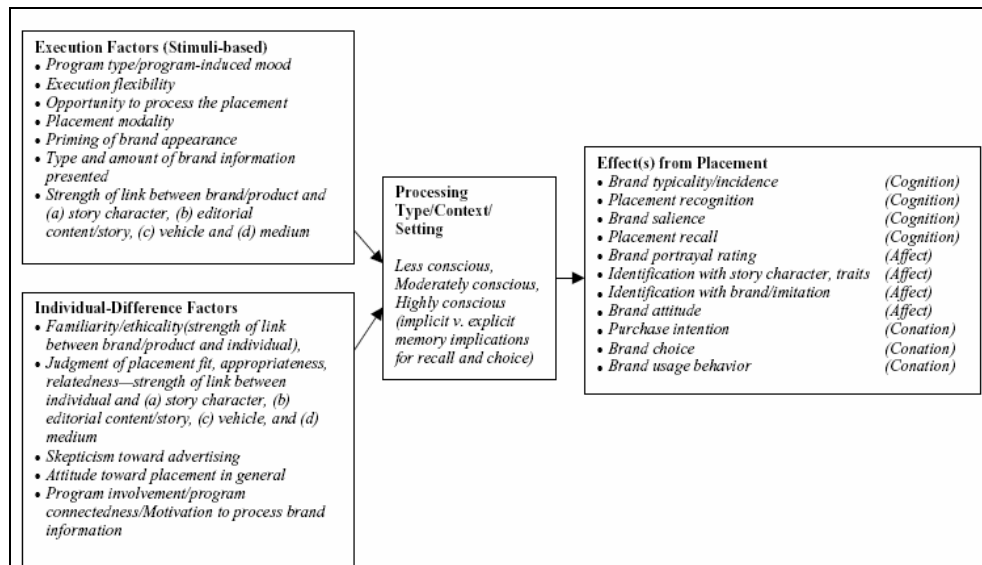 Execution Factors (Stimuli-based)
• Program type/program-induced mood
• Execution flexibility
• Opportunity to process the placement
• Placement modality
• Priming of brand appearance
• Type and amount of brand information
presented
• Strength of link between brand/product and
(a) story character, (b) editorial
content/story, (c) vehicle and (d) medium
Individual-Difference Factors
• Familiarity/ethicality(strength of link
between brand/product and individual),
• Judgment of placement fit, appropriateness,
relatedness—strength of link between
individual and (a) story character, (b)
editorial content/story, (c) vehicle, and (d)
medium
• Skepticism toward advertising
• Attitude toward placement in general
• Program involvement/program
connectedness/Motivation to process brand
information
Processing
Type/Context/
Setting
Less conscious,
Moderately conscious,
Highly conscious
(implicit v. explicit
memory implications
for recall and choice)
Effect(s) from Placement
• Brand typicality/incidence (Cognition)
• Placement recognition (Cognition)
• Brand salience (Cognition)
• Placement recall (Cognition)
• Brand portrayal rating (Affect)
• Identification with story character, traits (Affect)
• Identification with brand/imitation (Affect)
• Brand attitude (Affect)
• Purchase intention (Conation)
• Brand choice (Conation)
• Brand usage behavior (Conation)